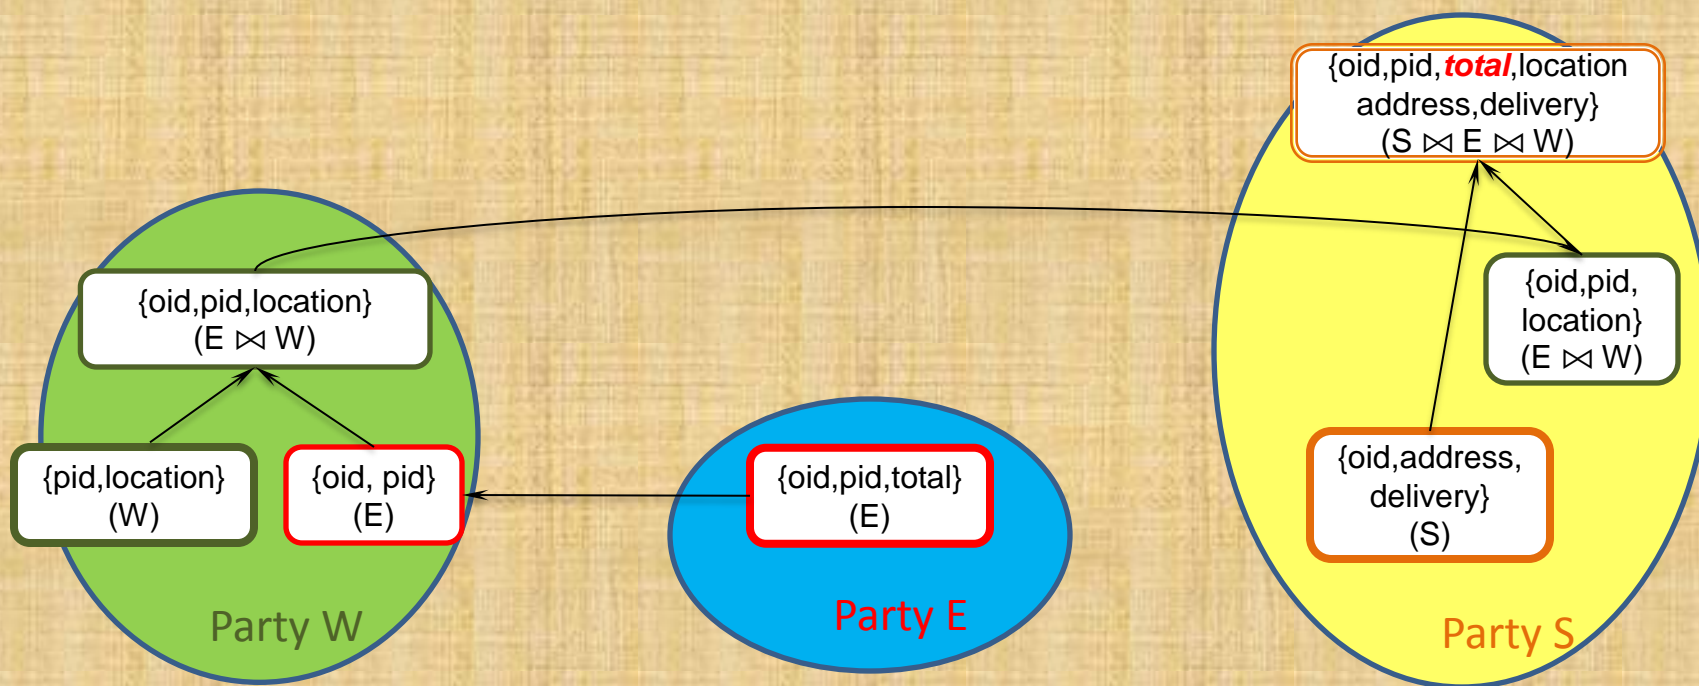 {oid,pid,total,location
address,delivery}
(S ⋈ E ⋈ W)
{oid,pid,location}
(E ⋈ W)
{oid,pid,
location}
(E ⋈ W)
{pid,location}
(W)
{oid, pid}
(E)
{oid,pid,total}
(E)
{oid,address,
delivery}
(S)
Party W
Party E
Party S